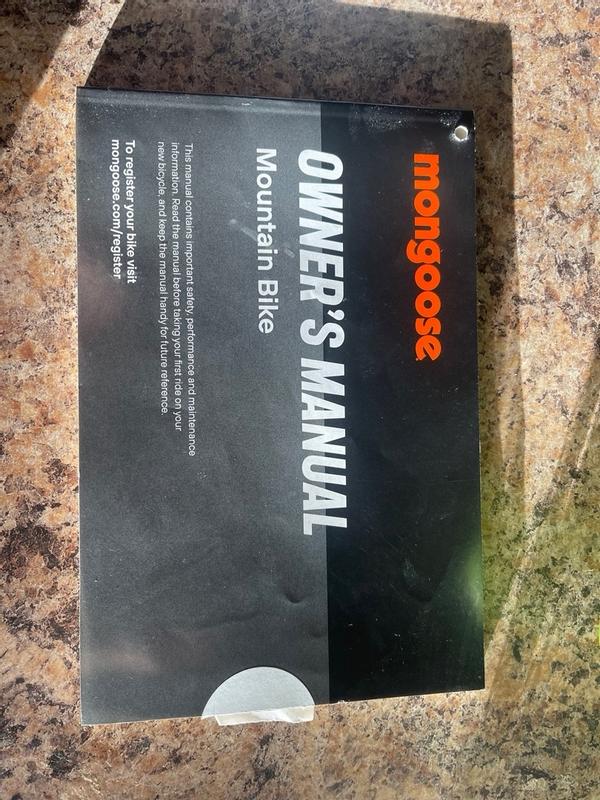 mongoose
OWNER'S MANUAL
Mountain Bike
This manual contains important safety, performance and maintenance
information. Read the manual before taking your first ride on your
new bicycle, and keep the manual handy for future reference.
To register your bike visit
mongoose.com/register